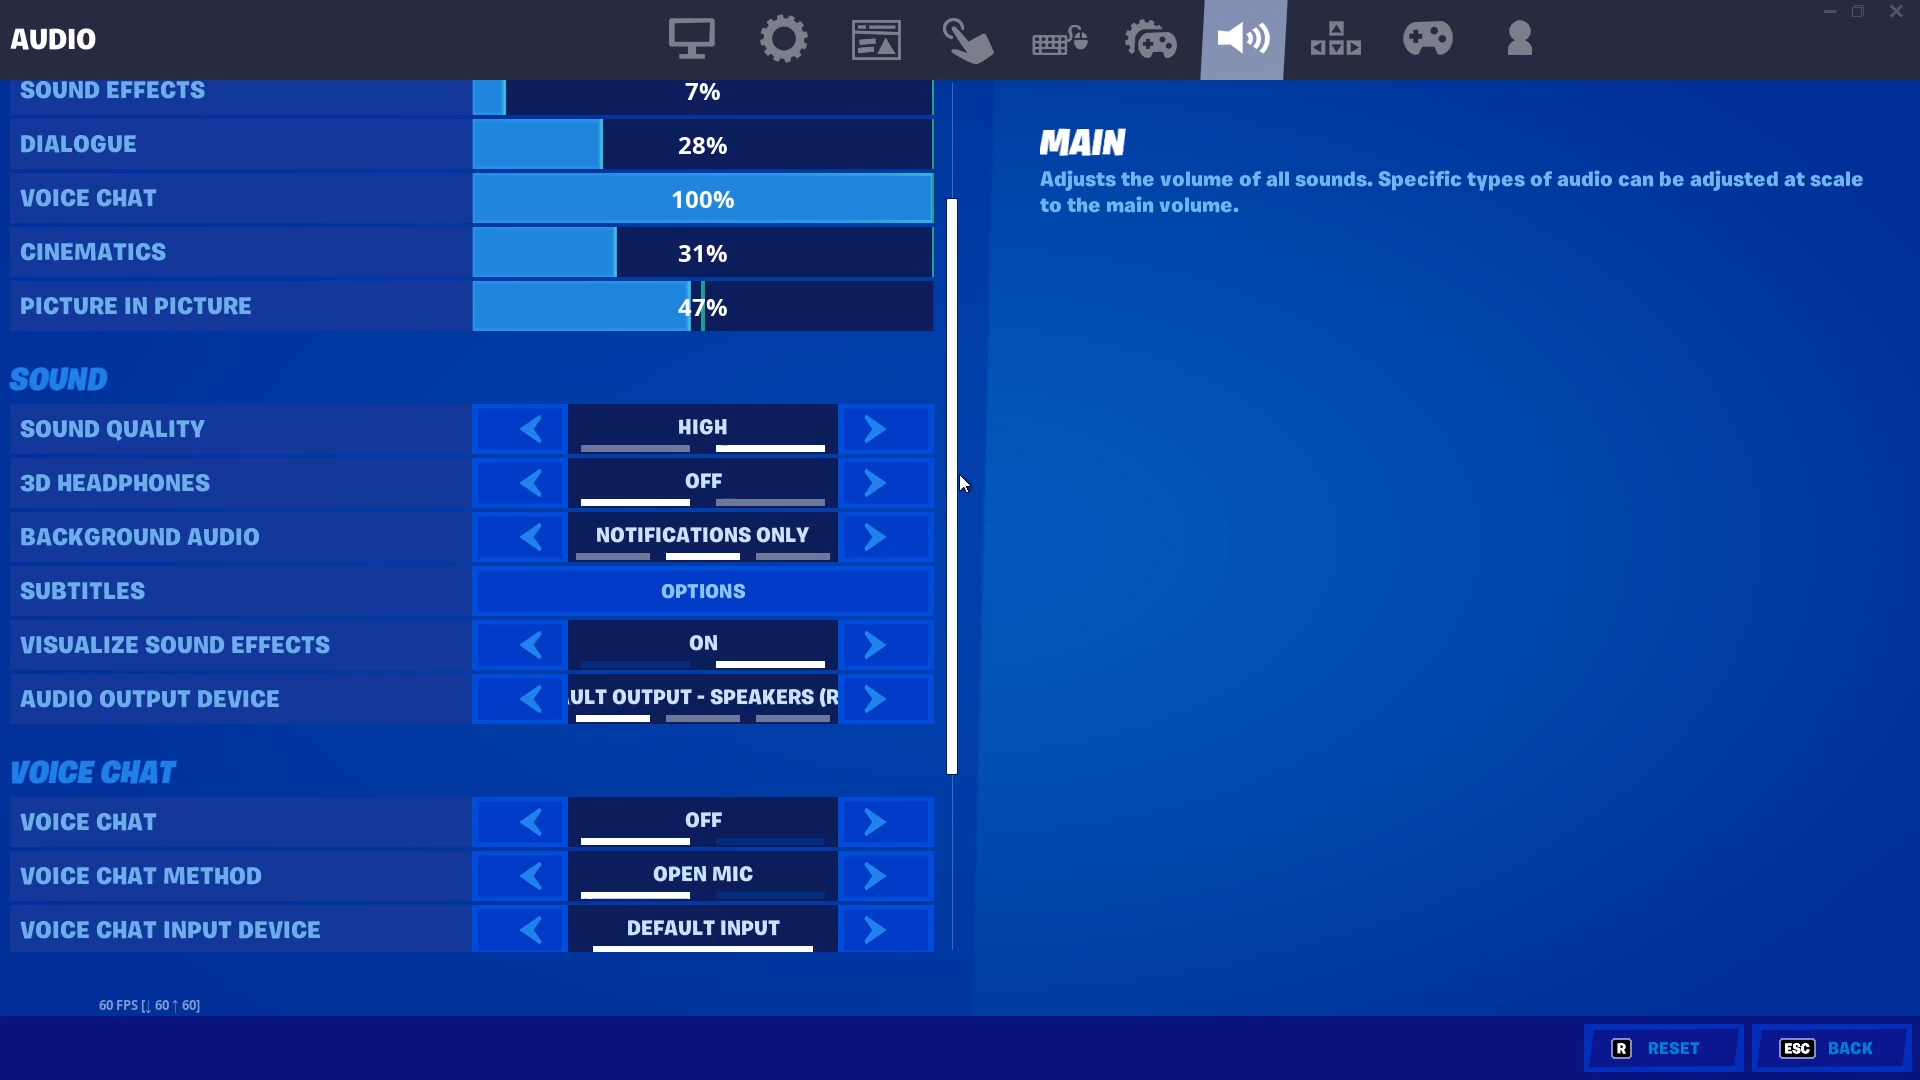 AUDIO
SOUND EFFECTS
7%
DIALOGUE
28%
VOICE CHAT
100%
CINEMATICS
31%
PICTURE IN PICTURE
47%
SOUND
SOUND QUALITY
HIGH
3D HEADPHONES
OFF
BACKGROUND AUDIO
NOTIFICATIONS ONLY
SUBTITLES
OPTIONS
VISUALIZE SOUND EFFECTS
ON
AUDIO OUTPUT DEVICE
AULT OUTPUT - SPEAKERS (R
VOICE CHAT
VOICE CHAT
OFF
VOICE CHAT METHOD
OPEN MIC
VOICE CHAT INPUT DEVICE
DEFAULT INPUT
MAIN
Adjusts the volume of all sounds. Specific types of audio can be adjusted at scale
to the main volume.
60 FPS [↓ 60 ↑ 60]
R RESET
ESC BACK